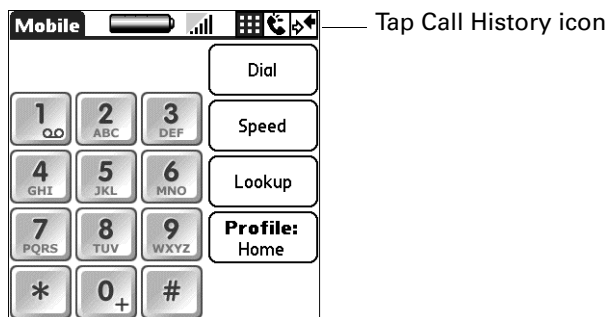 Mobile
Tap Call History icon
Dial
1
2 ABC
3 DEF
Speed
4 GHI
5 JKL
6 MNO
Lookup
7 PQRS
8 TUV
9 WXYZ
Profile:
Home
*
0 +
#